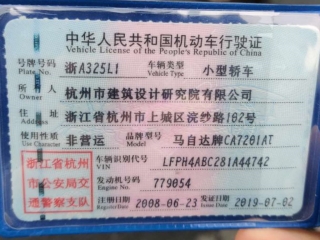 中华人民共和国机动车行驶证
Vehicle License of the People's Republic of China
号牌号码 浙A325L1 车辆类型 小型轿车
Plate No. Vehicle Type
所有人 杭州市建筑设计研究院有限公司
Owner
住址 浙江省杭州市上城区浣纱路102号
Address
使用性质 非营运 品牌型号 马自达牌CA7201AT
Use Character Model
浙江省杭州市公安局交通警察支队
车辆识别代号 LFPH4ABC281A44742
VIN
发动机号码 779054
Engine No.
注册日期 2008-06-23 发证日期 2019-07-02
Register Date Issue Date